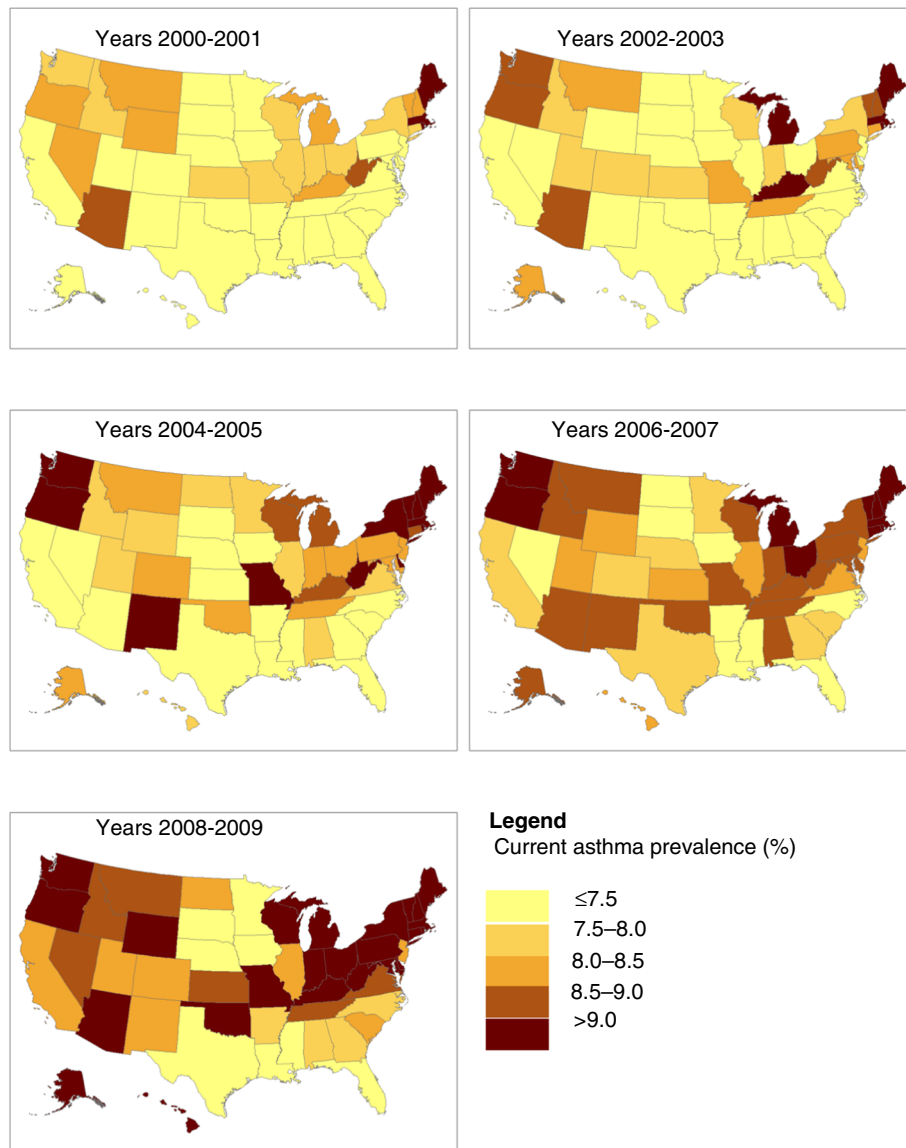 Years 2000-2001
Years 2002-2003
Years 2004-2005
Years 2006-2007
Years 2008-2009
Legend
Current asthma prevalence (%)
≤7.5
7.5–8.0
8.0–8.5
8.5–9.0
>9.0